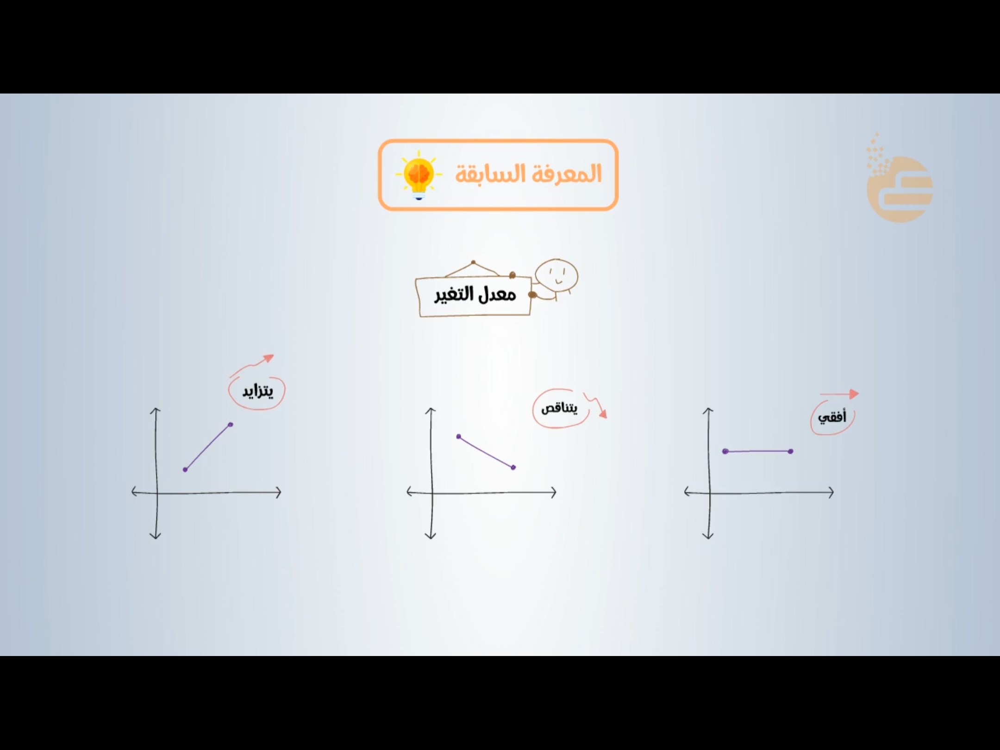 المعرفة السابقة
معدل التغير
يتزايد
يتناقص
أفقي